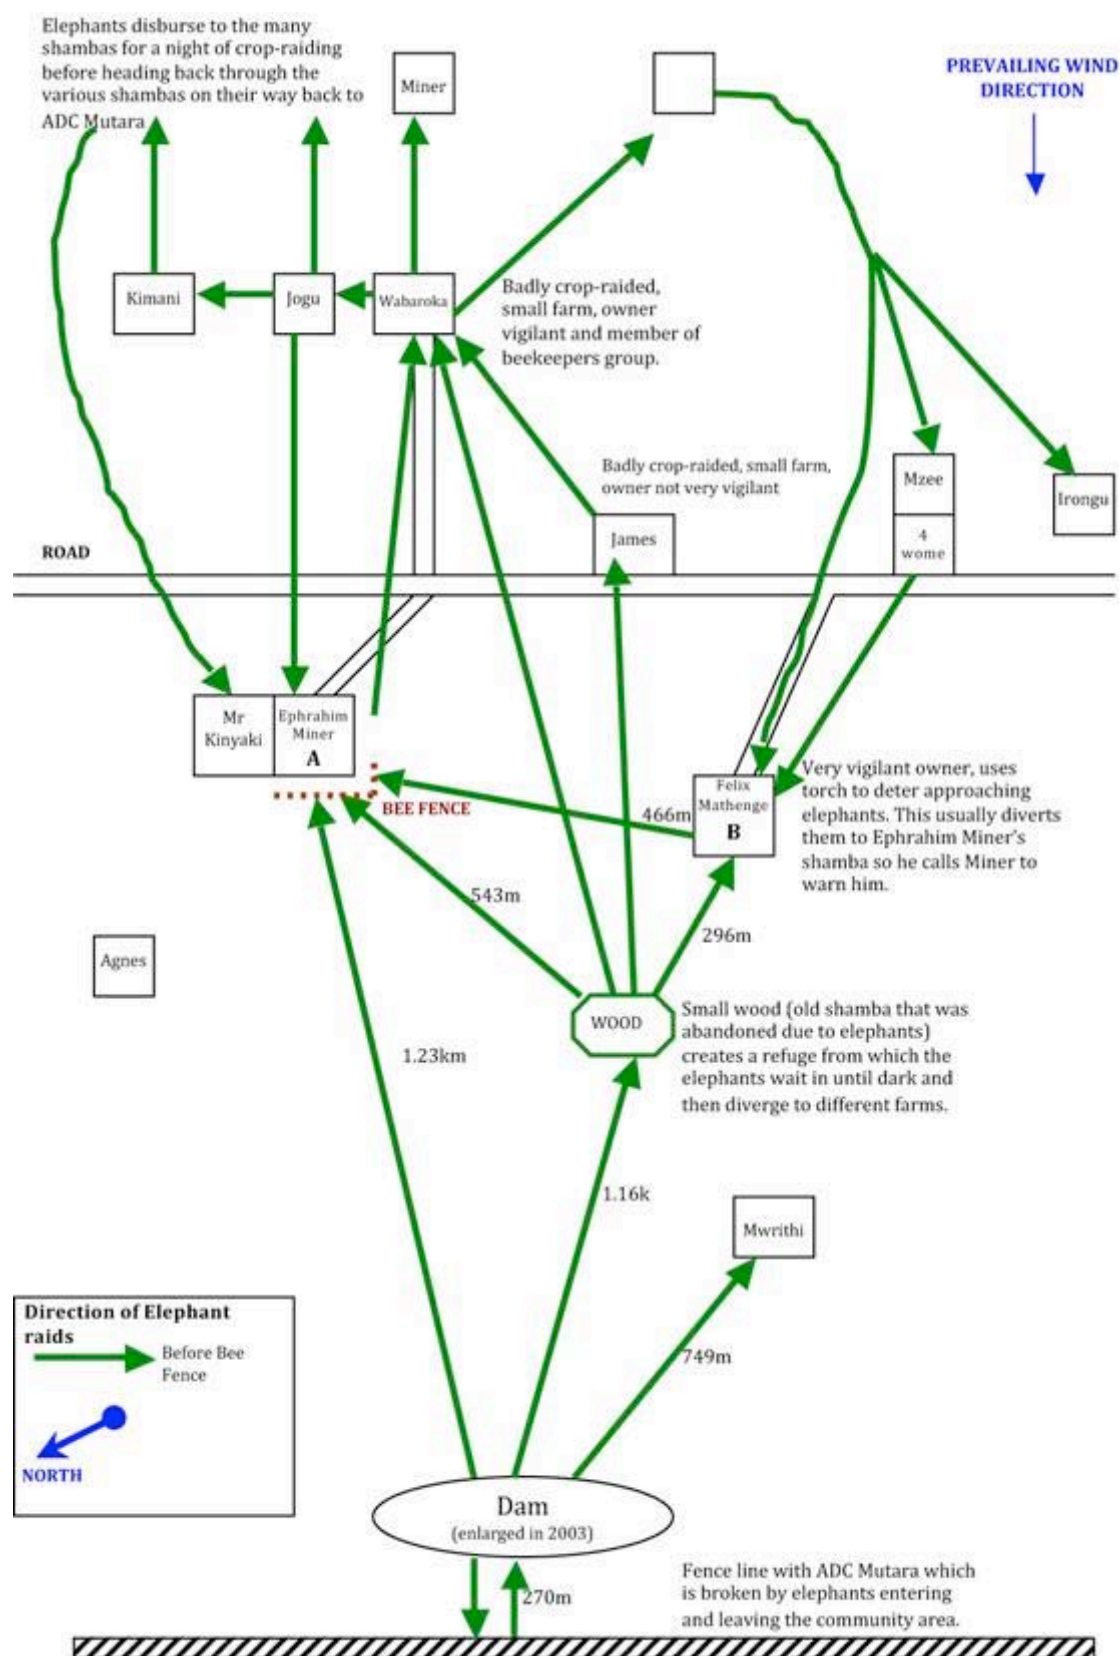 Elephants disburse to the many
shambas for a night of crop-raiding
before heading back through the
various shambas on their way back to
ADC Mutara
Miner
PREVAILING WIND
DIRECTION
Kimani
Jogu
Wabaroka
Badly crop-raided,
small farm, owner
vigilant and member of
beekeepers group.
Badly crop-raided, small farm,
owner not very vigilant
Mzee
Irongu
4
wome
James
ROAD
Mr
Kinyaki
Ephrahim
Miner
A
BEE FENCE
466m
Felix
Mathenge
B
Very vigilant owner, uses
torch to deter approaching
elephants. This usually diverts
them to Ephrahim Miner's
shamba so he calls Miner to
warn him.
543m
296m
Agnes
WOOD
Small wood (old shamba that was
abandoned due to elephants)
creates a refuge from which the
elephants wait in until dark and
then diverge to different farms.
1.23km
1.16k
Mwrithi
749m
Direction of Elephant
raids
Before Bee
Fence
NORTH
Dam
(enlarged in 2003)
270m
Fence line with ADC Mutara which
is broken by elephants entering
and leaving the community area.